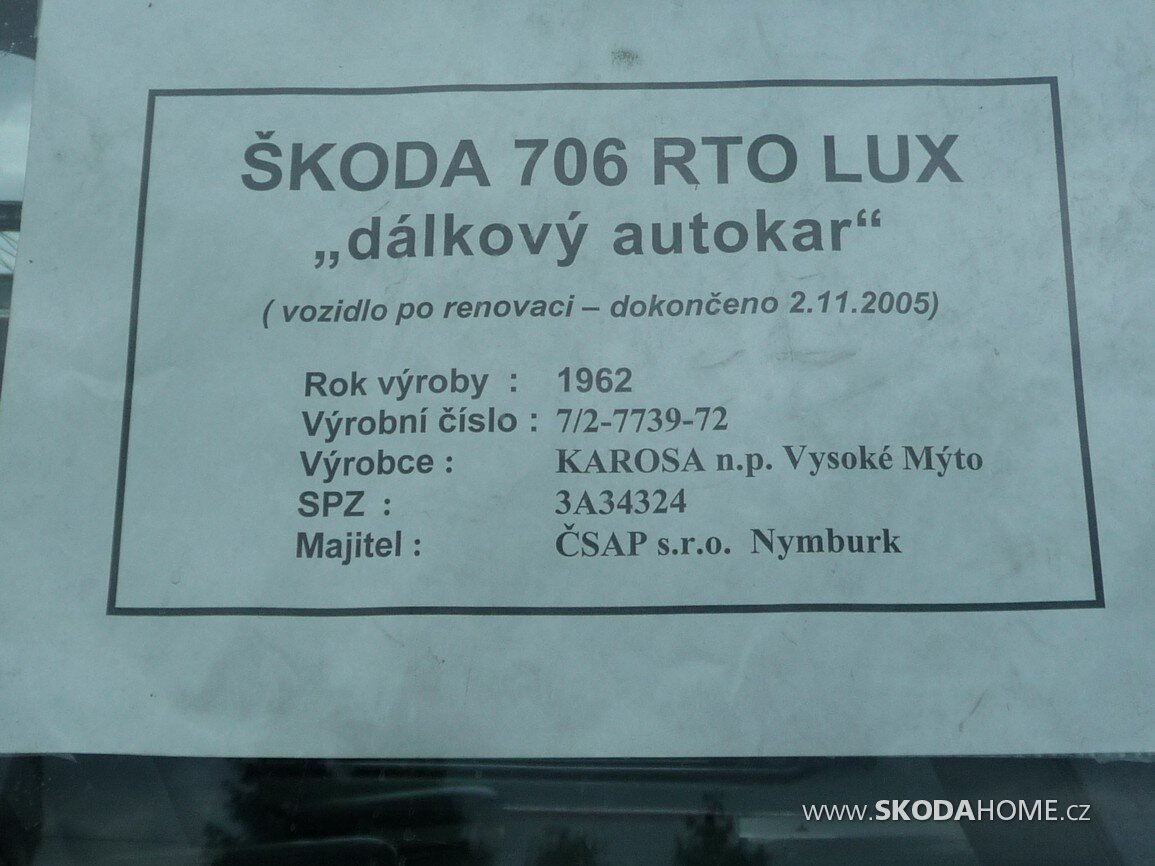 ŠKODA 706 RTO LUX
„dálkový autokar“
( vozidlo po renovaci – dokončeno 2.11.2005)
Rok výroby : 1962
Výrobní číslo : 7/2-7739-72
Výrobce : KAROSA n.p. Vysoké Mýto
SPZ : 3A34324
Majitel : ČSAP s.r.o. Nymburk
www.SKODAHOME.cz